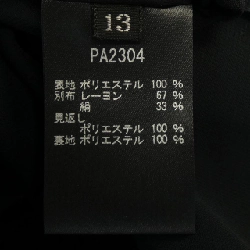 13
PA2304
表地 ポリエステル 100 %
別布 レーヨン 67 %
絹 33 %
見返し
ポリエステル 100 %
裏地 ポリエステル 100 %